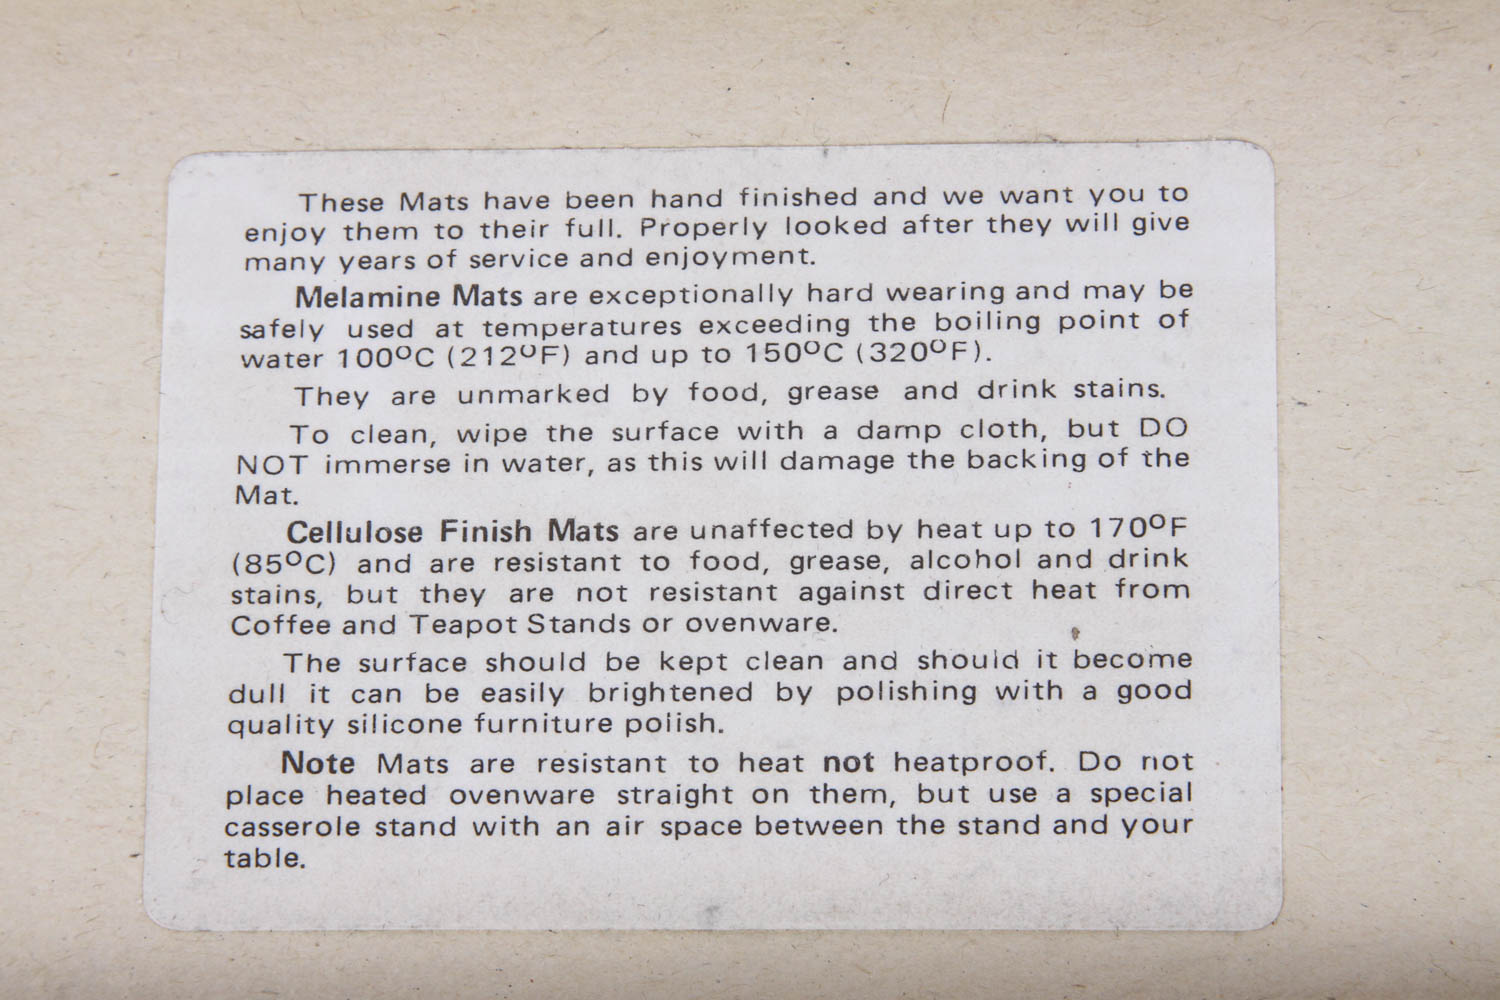 These Mats have been hand finished and we want you to
enjoy them to their full. Properly looked after they will give
many years of service and enjoyment.
Melamine Mats are exceptionally hard wearing and may be
safely used at temperatures exceeding the boiling point of
water 100°C (212°F) and up to 150°C (320°F).
They are unmarked by food, grease and drink stains.
To clean, wipe the surface with a damp cloth, but DO
NOT immerse in water, as this will damage the backing of the
Mat.
Cellulose Finish Mats are unaffected by heat up to 170°F
(85°C) and are resistant to food, grease, alcohol and drink
stains, but they are not resistant against direct heat from
Coffee and Teapot Stands or ovenware.
The surface should be kept clean and should it become
dull it can be easily brightened by polishing with a good
quality silicone furniture polish.
Note Mats are resistant to heat not heatproof. Do not
place heated ovenware straight on them, but use a special
casserole stand with an air space between the stand and your
table.